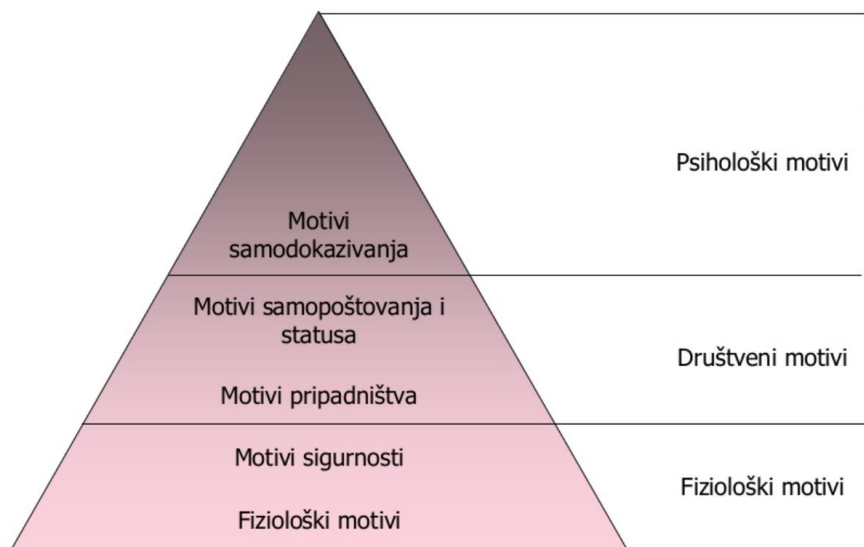 Psihološki motivi
Motivi
samodokazivanja
Motivi samopoštovanja i
statusa
Društveni motivi
Motivi pripadništva
Motivi sigurnosti
Fiziološki motivi
Fiziološki motivi